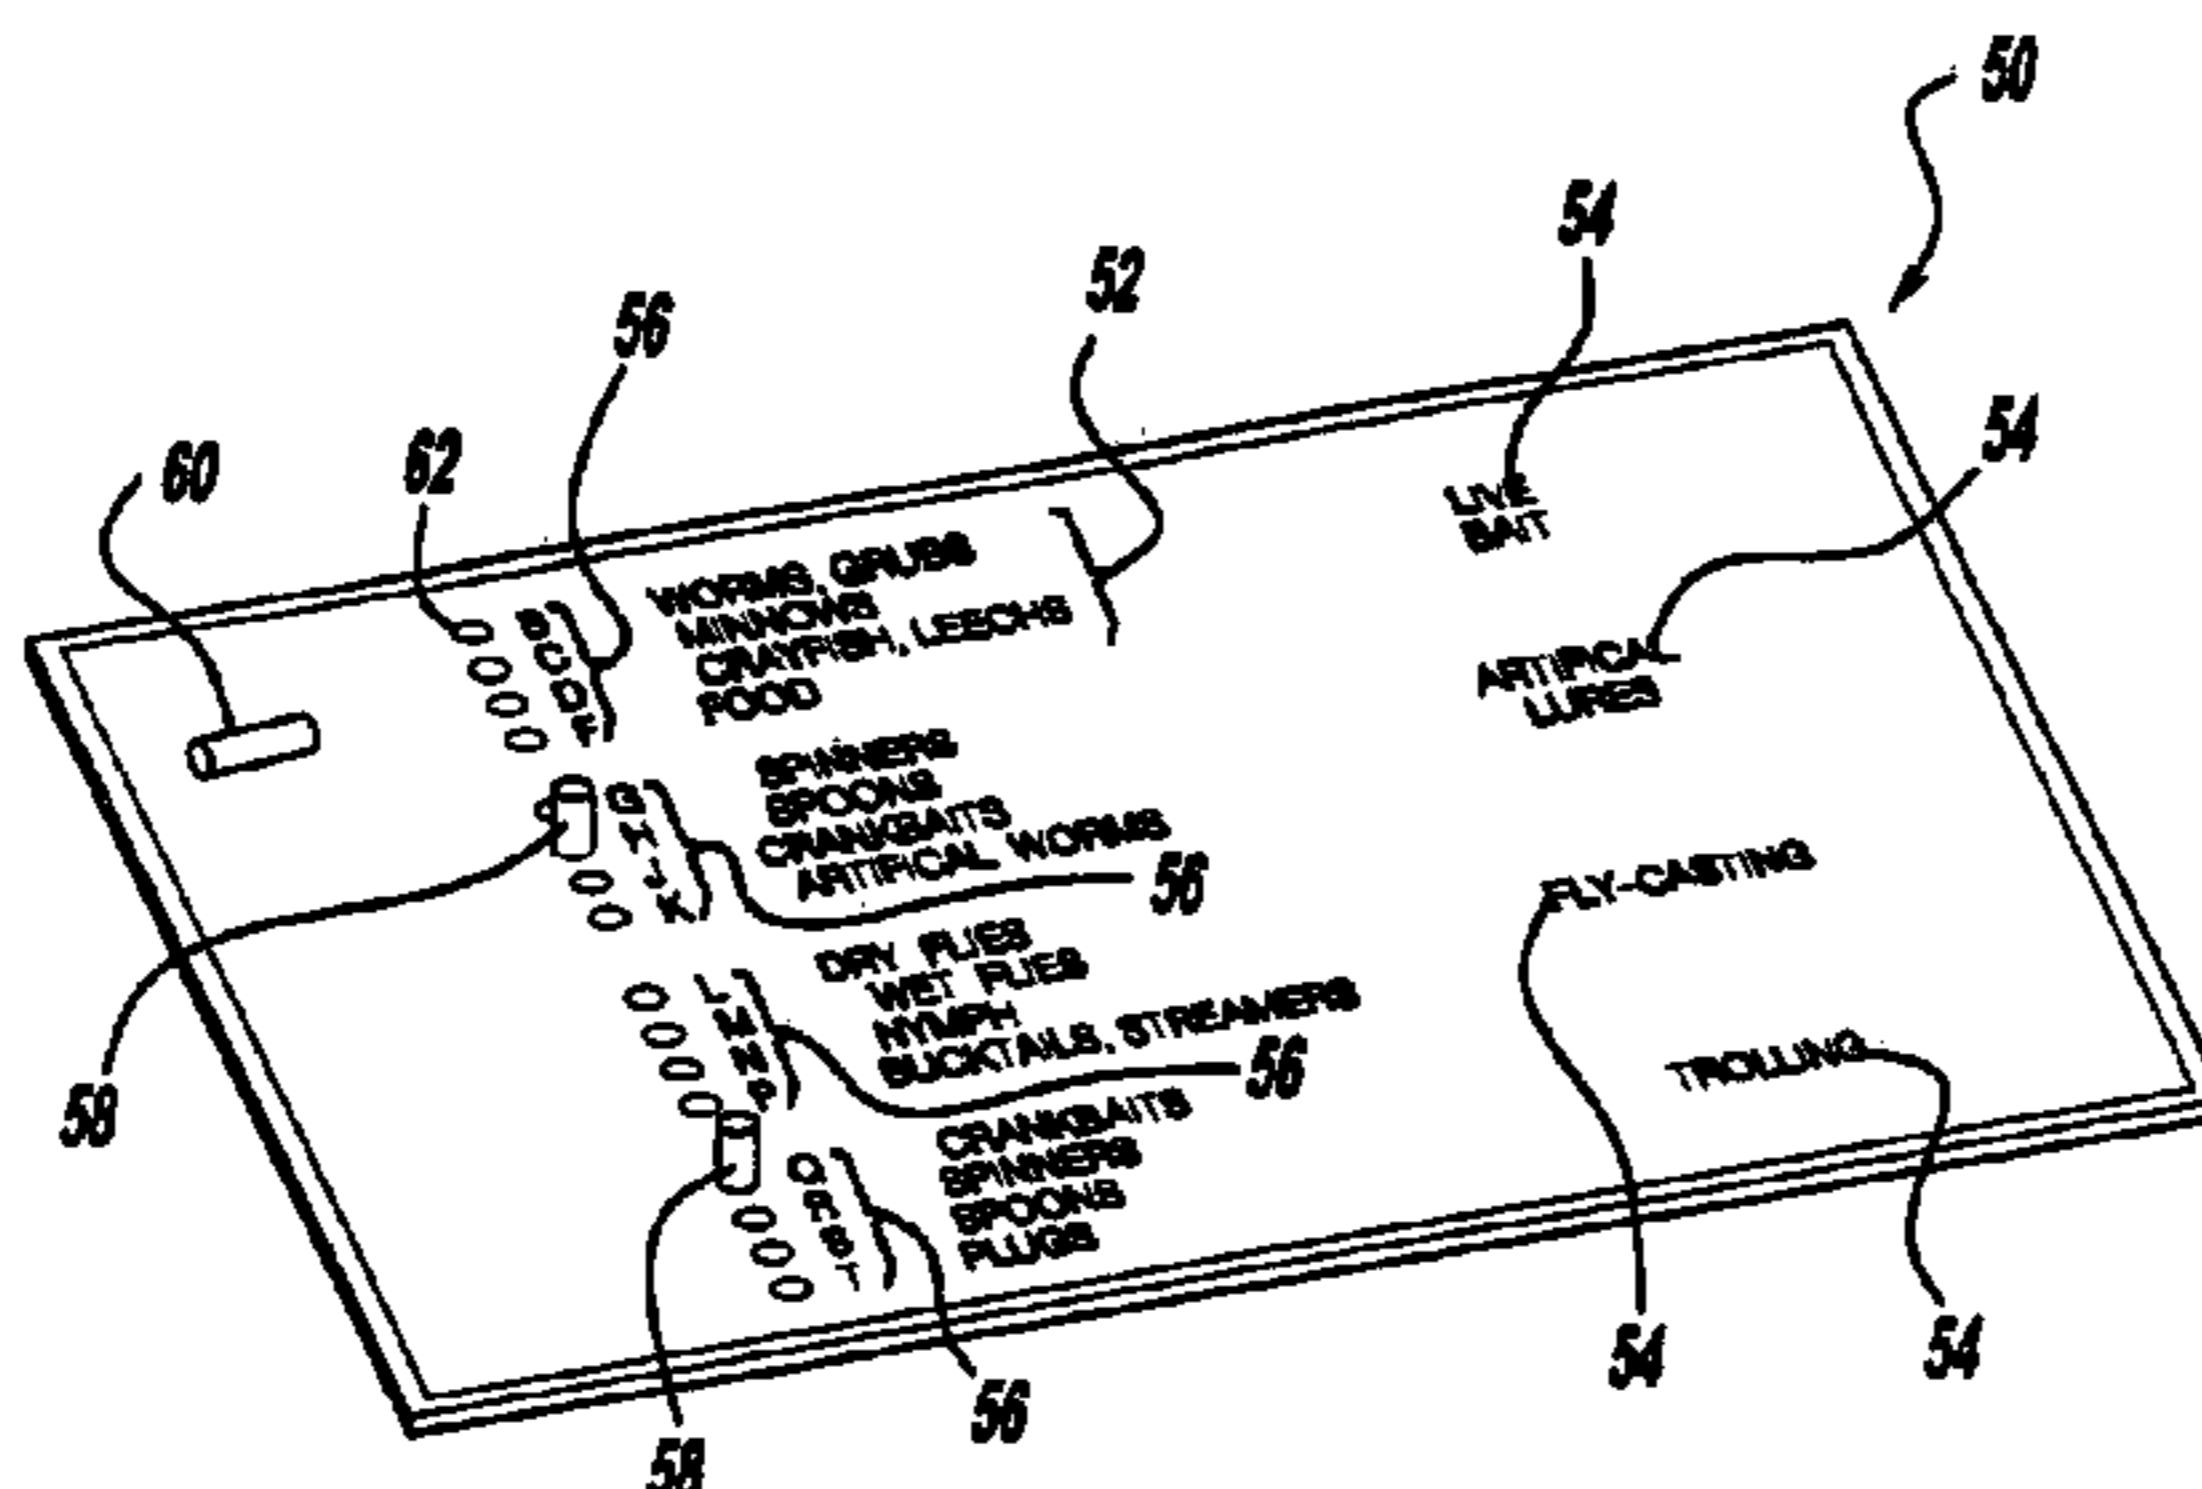 50
54
52
56
54
62
60
LIVE
BAIT
WORMS, GRUBS
MINNOWS
CRAYFISH, LEECHS
FOOD
B
C
D
F
ARTIFICAL
LURES
SPINNERS
SPOONS
CRANKBAITS
ARTIFICAL WORMS
G
H
I
J
K
56
FLY-CASTING
DRY FLIES
WET FLIES
NYMPH
BUCKTAILS, STREAMERS
L
M
N
P
56
TROLLING
58
CRANKBAITS
SPINNERS
SPOONS
PLUGS
Q
R
S
T
54
54
56
58